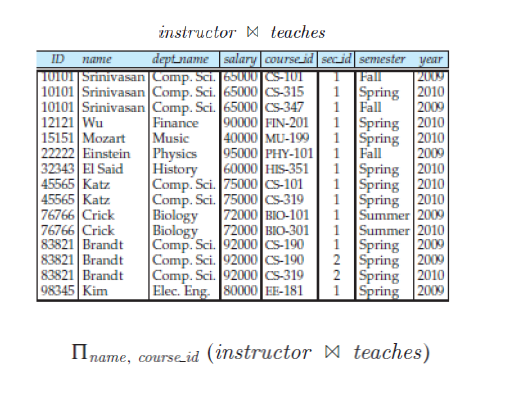 instructor ⋈ teaches
ID name dept_name salary course_id sec_id semester year
10101 Srinivasan Comp. Sci. 65000 CS-101 1 Fall 2009
10101 Srinivasan Comp. Sci. 65000 CS-315 1 Spring 2010
10101 Srinivasan Comp. Sci. 65000 CS-347 1 Fall 2009
12121 Wu Finance 90000 FIN-201 1 Spring 2010
15151 Mozart Music 40000 MU-199 1 Spring 2010
22222 Einstein Physics 95000 PHY-101 1 Fall 2009
32343 El Said History 60000 HIS-351 1 Spring 2010
45565 Katz Comp. Sci. 75000 CS-101 1 Spring 2010
45565 Katz Comp. Sci. 75000 CS-319 1 Spring 2010
76766 Crick Biology 72000 BIO-101 1 Summer 2009
76766 Crick Biology 72000 BIO-301 1 Summer 2010
83821 Brandt Comp. Sci. 92000 CS-190 1 Spring 2009
83821 Brandt Comp. Sci. 92000 CS-190 2 Spring 2009
83821 Brandt Comp. Sci. 92000 CS-319 2 Spring 2010
98345 Kim Elec. Eng. 80000 EE-181 1 Spring 2009
Π name, course_id (instructor ⋈ teaches)